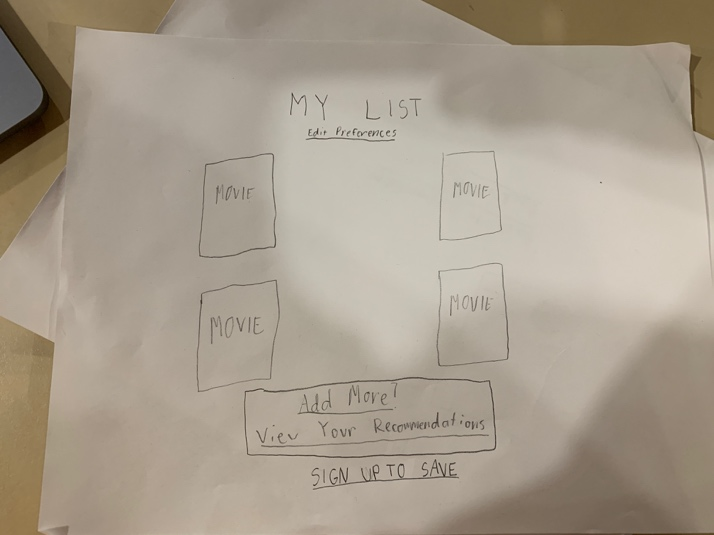 MY LIST
Edit Preferences
MOVIE
MOVIE
MOVIE
MOVIE
Add More?
View Your Recommendations
SIGN UP TO SAVE